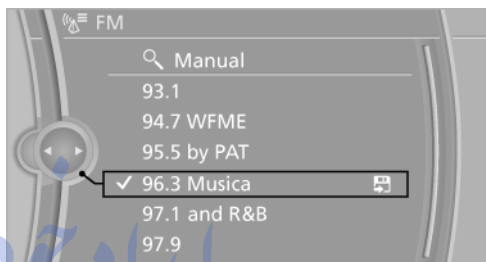 FM
Manual
93.1
94.7 WFME
95.5 by PAT
96.3 Musica
97.1 and R&B
97.9